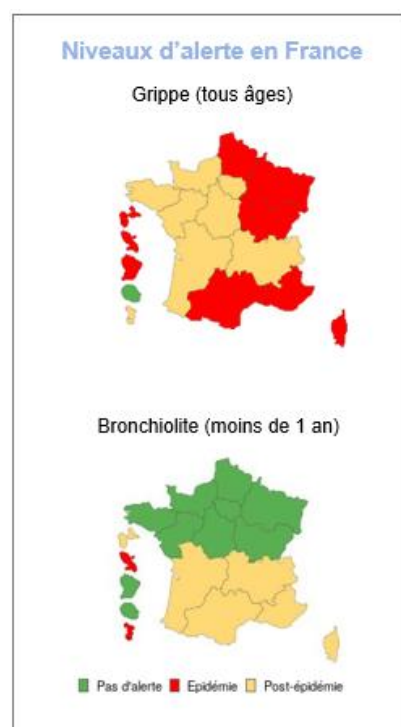 Niveaux d'alerte en France
Grippe (tous âges)
Bronchiolite (moins de 1 an)
Pas d'alerte Epidémie Post-épidémie